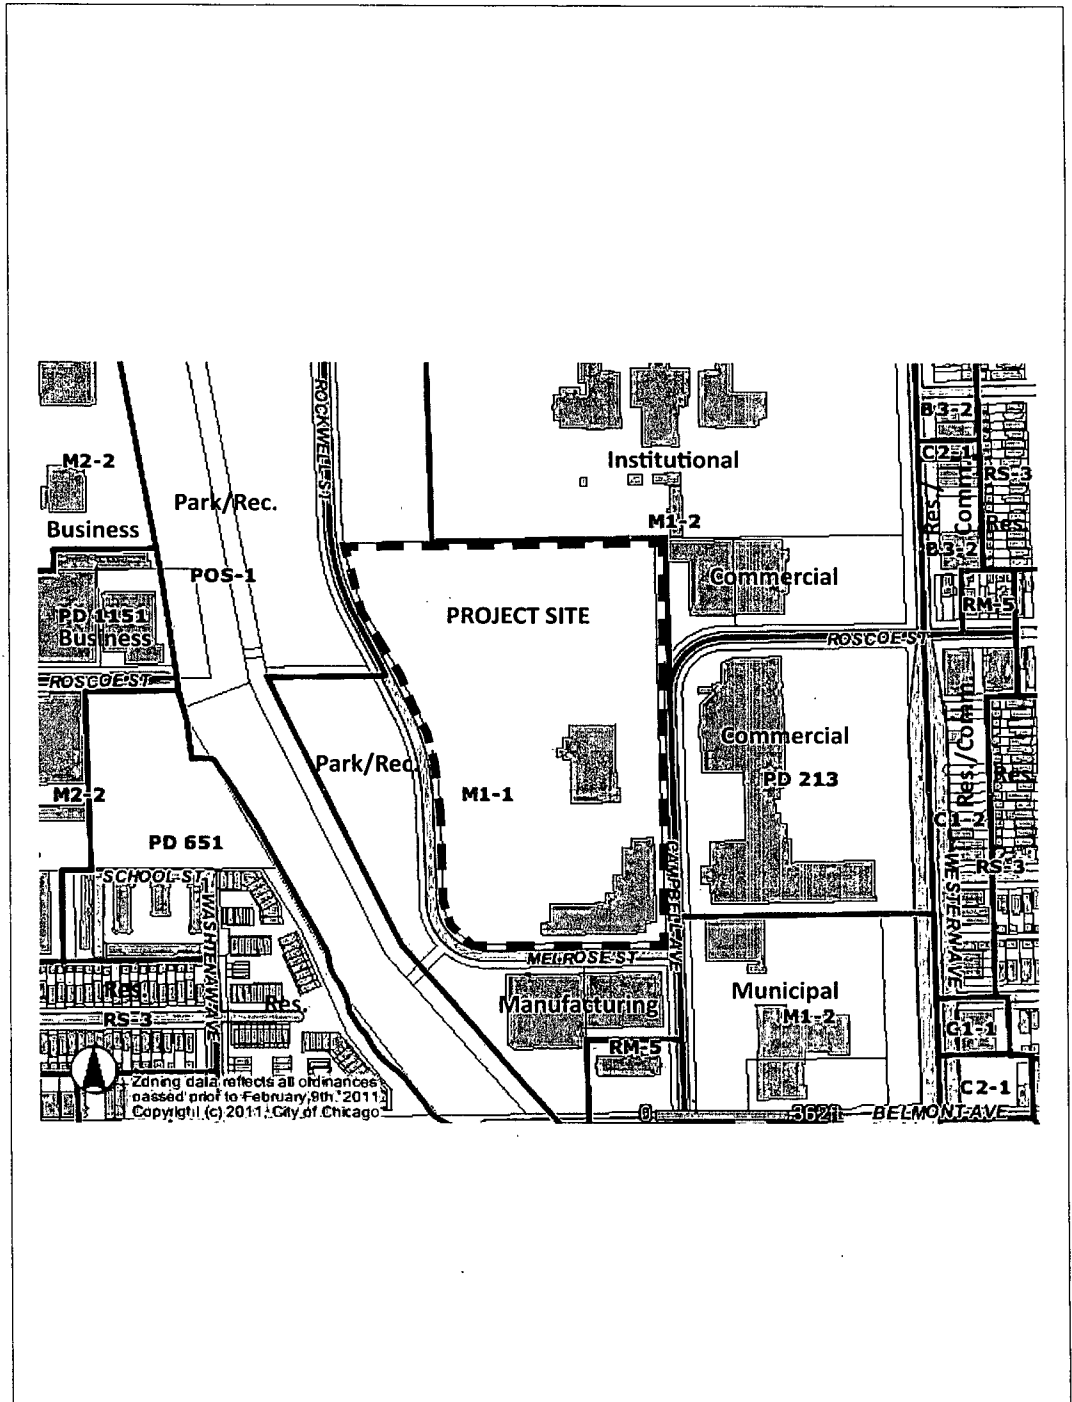 ROCKWELL ST
B3-2
C2-1
M2-2
Institutional
RS-3
Park/Rec.
Res./
Comm.
Business
M1-2
Res.
B3-2
POS-1
Commercial
PD 1151
Business
PROJECT SITE
RM-5
ROSCOE ST
ROSCOE ST
Park/Rec.
Commercial
Res./Comm.
Res.
M2-2
M1-1
PD 213
C1-2
PD 651
CAMPBELL AVE
RS-3
SCHOOL ST
WASHTENAW AVE
WESTERN AVE
MELROSE ST
Res.
Res.
Manufacturing
Municipal
RS-3
M1-2
C1-1
RM-5
Zoning data reflects all ordinances
passed prior to February 9th, 2011.
Copyright (c) 2011, City of Chicago
C2-1
0
362ft
BELMONT AVE